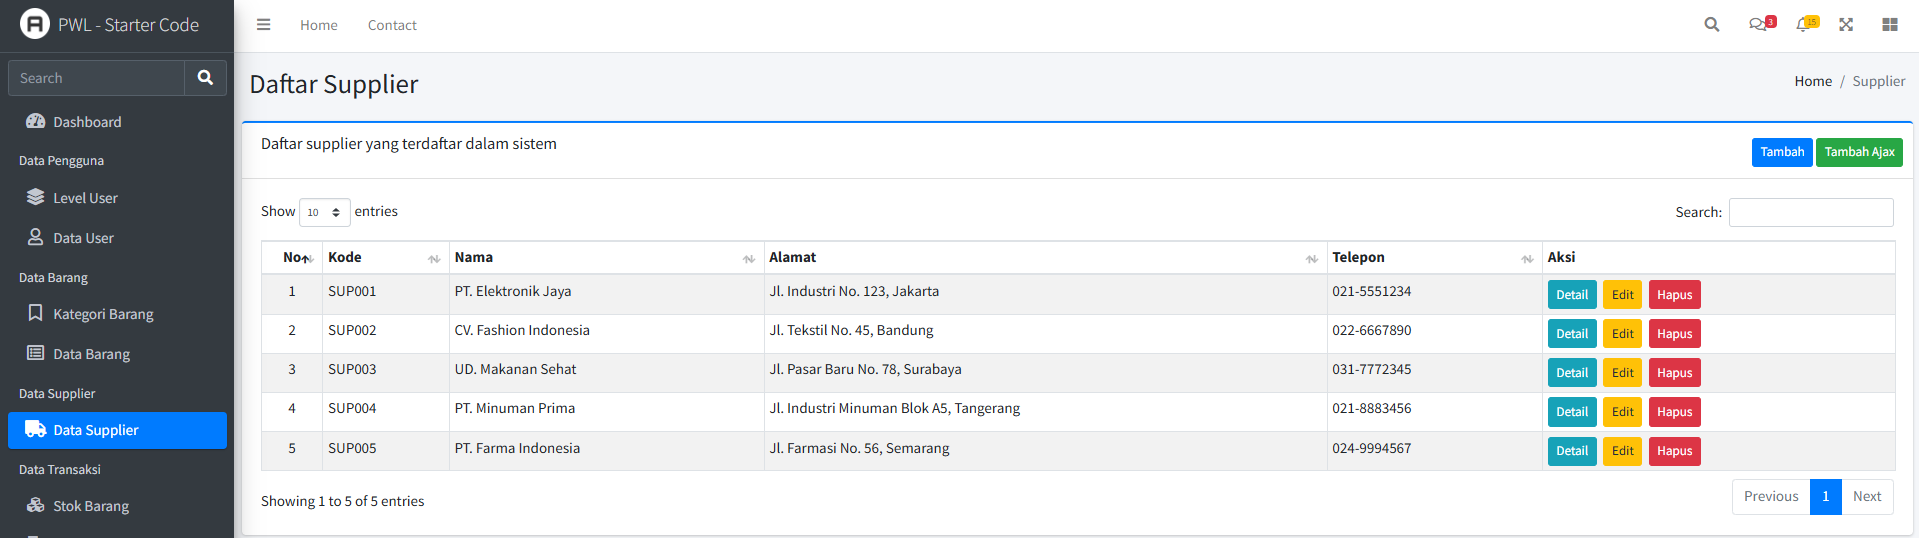 PWL - Starter Code
Home Contact 3 15
Search
Daftar Supplier
Home / Supplier
Dashboard
Data Pengguna
Level User
Data User
Data Barang
Kategori Barang
Data Barang
Data Supplier
Data Supplier
Data Transaksi
Stok Barang
Daftar supplier yang terdaftar dalam sistem
Tambah Tambah Ajax
Show 10 entries
Search:
No Kode Nama Alamat Telepon Aksi
1 SUP001 PT. Elektronik Jaya Jl. Industri No. 123, Jakarta 021-5551234 Detail Edit Hapus
2 SUP002 CV. Fashion Indonesia Jl. Tekstil No. 45, Bandung 022-6667890 Detail Edit Hapus
3 SUP003 UD. Makanan Sehat Jl. Pasar Baru No. 78, Surabaya 031-7772345 Detail Edit Hapus
4 SUP004 PT. Minuman Prima Jl. Industri Minuman Blok A5, Tangerang 021-8883456 Detail Edit Hapus
5 SUP005 PT. Farma Indonesia Jl. Farmasi No. 56, Semarang 024-9994567 Detail Edit Hapus
Showing 1 to 5 of 5 entries
Previous 1 Next